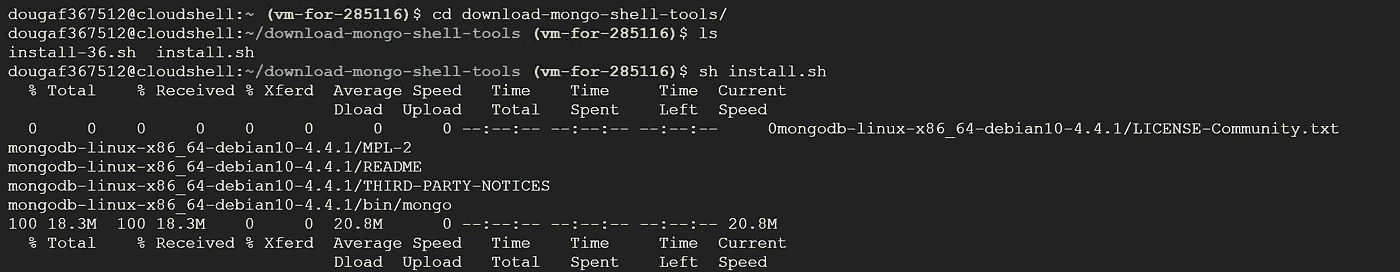 dougaf367512@cloudshell:~ (vm-for-285116)$ cd download-mongo-shell-tools/
dougaf367512@cloudshell:~/download-mongo-shell-tools (vm-for-285116)$ ls
install-36.sh  install.sh
dougaf367512@cloudshell:~/download-mongo-shell-tools (vm-for-285116)$ sh install.sh
  % Total    % Received % Xferd  Average Speed   Time    Time     Time  Current
                                 Dload  Upload   Total   Spent    Left  Speed
  0     0    0     0    0     0      0      0 --:--:-- --:--:-- --:--:--     0mongodb-linux-x86_64-debian10-4.4.1/LICENSE-Community.txt
mongodb-linux-x86_64-debian10-4.4.1/MPL-2
mongodb-linux-x86_64-debian10-4.4.1/README
mongodb-linux-x86_64-debian10-4.4.1/THIRD-PARTY-NOTICES
mongodb-linux-x86_64-debian10-4.4.1/bin/mongo
100 18.3M  100 18.3M    0     0  20.8M      0 --:--:-- --:--:-- --:--:-- 20.8M
  % Total    % Received % Xferd  Average Speed   Time    Time     Time  Current
                                 Dload  Upload   Total   Spent    Left  Speed